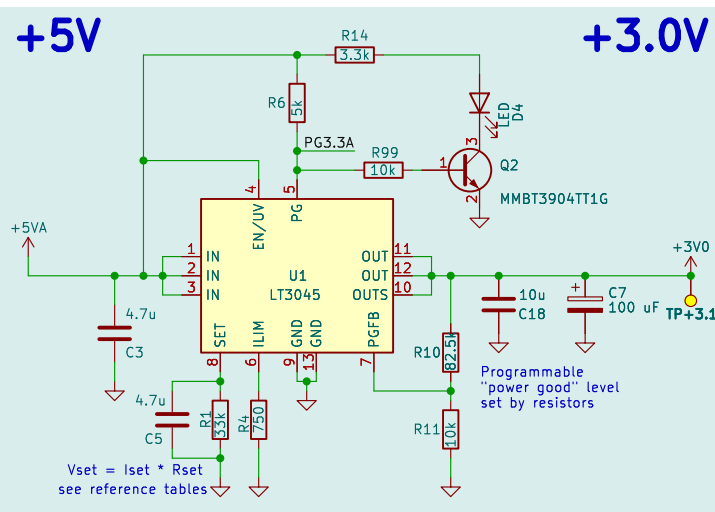 +5V
+3.0V
R14
3.3k
R6
5k
LED
D4
PG3.3A
R99
10k
3
1
2
Q2
MMBT3904TT1G
4
5
EN/UV
PG
+5VA
+3V0
1
IN
2
IN
3
IN
U1
LT3045
OUT
11
OUT
12
OUTS
10
SET
ILIM
GND
GND
PGFB
8
6
9
13
7
4.7u
C3
10u
C18
+
C7
100 uF
TP+3.1
R10
82.5k
R11
10k
Programmable
"power good" level
set by resistors
4.7u
C5
R1
33k
R4
750
Vset = Iset * Rset
see reference tables